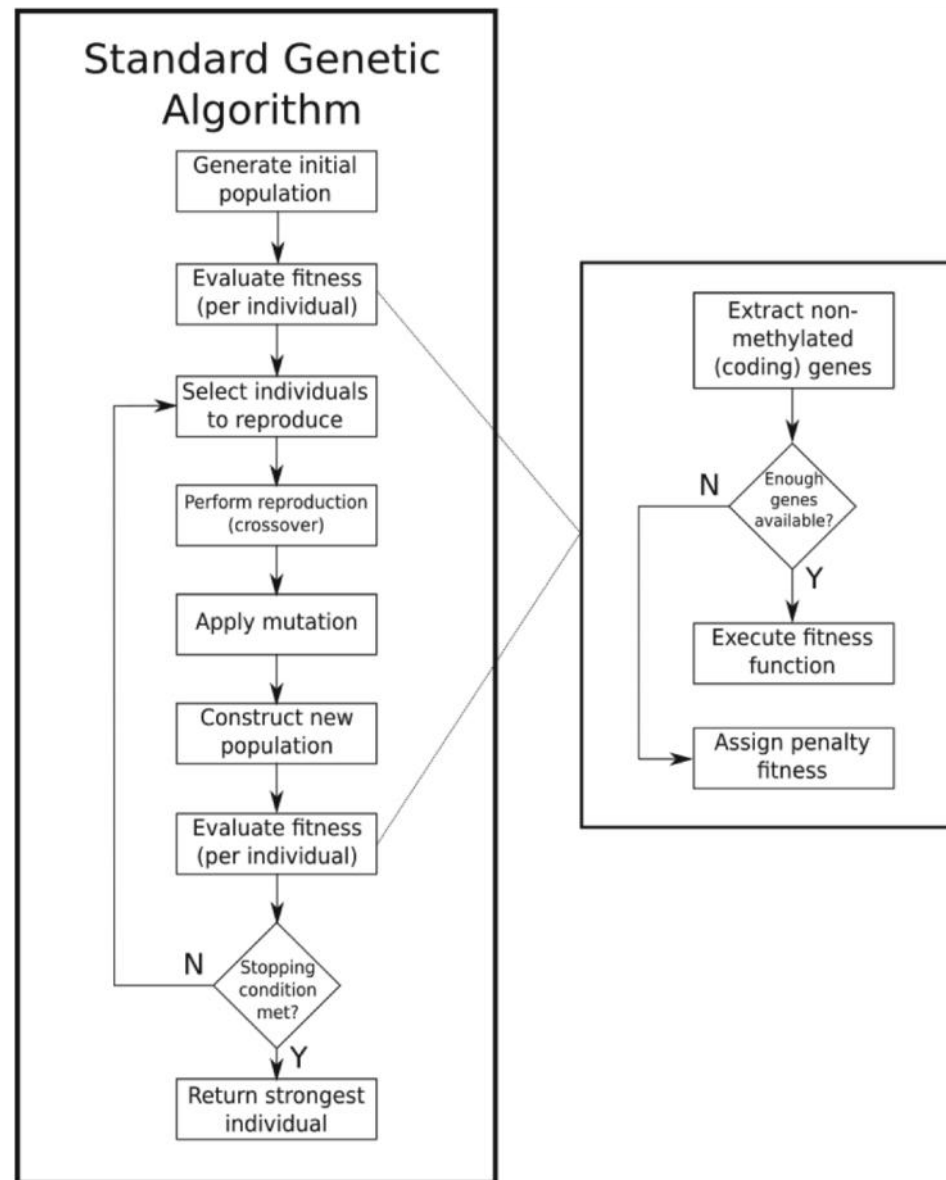 Standard Genetic
Algorithm
Generate initial
population
Evaluate fitness
(per individual)
Select individuals
to reproduce
Perform reproduction
(crossover)
Apply mutation
Construct new
population
Evaluate fitness
(per individual)
N
Stopping
condition
met?
Y
Return strongest
individual
Extract non-
methylated
(coding) genes
N
Enough
genes
available?
Y
Execute fitness
function
Assign penalty
fitness